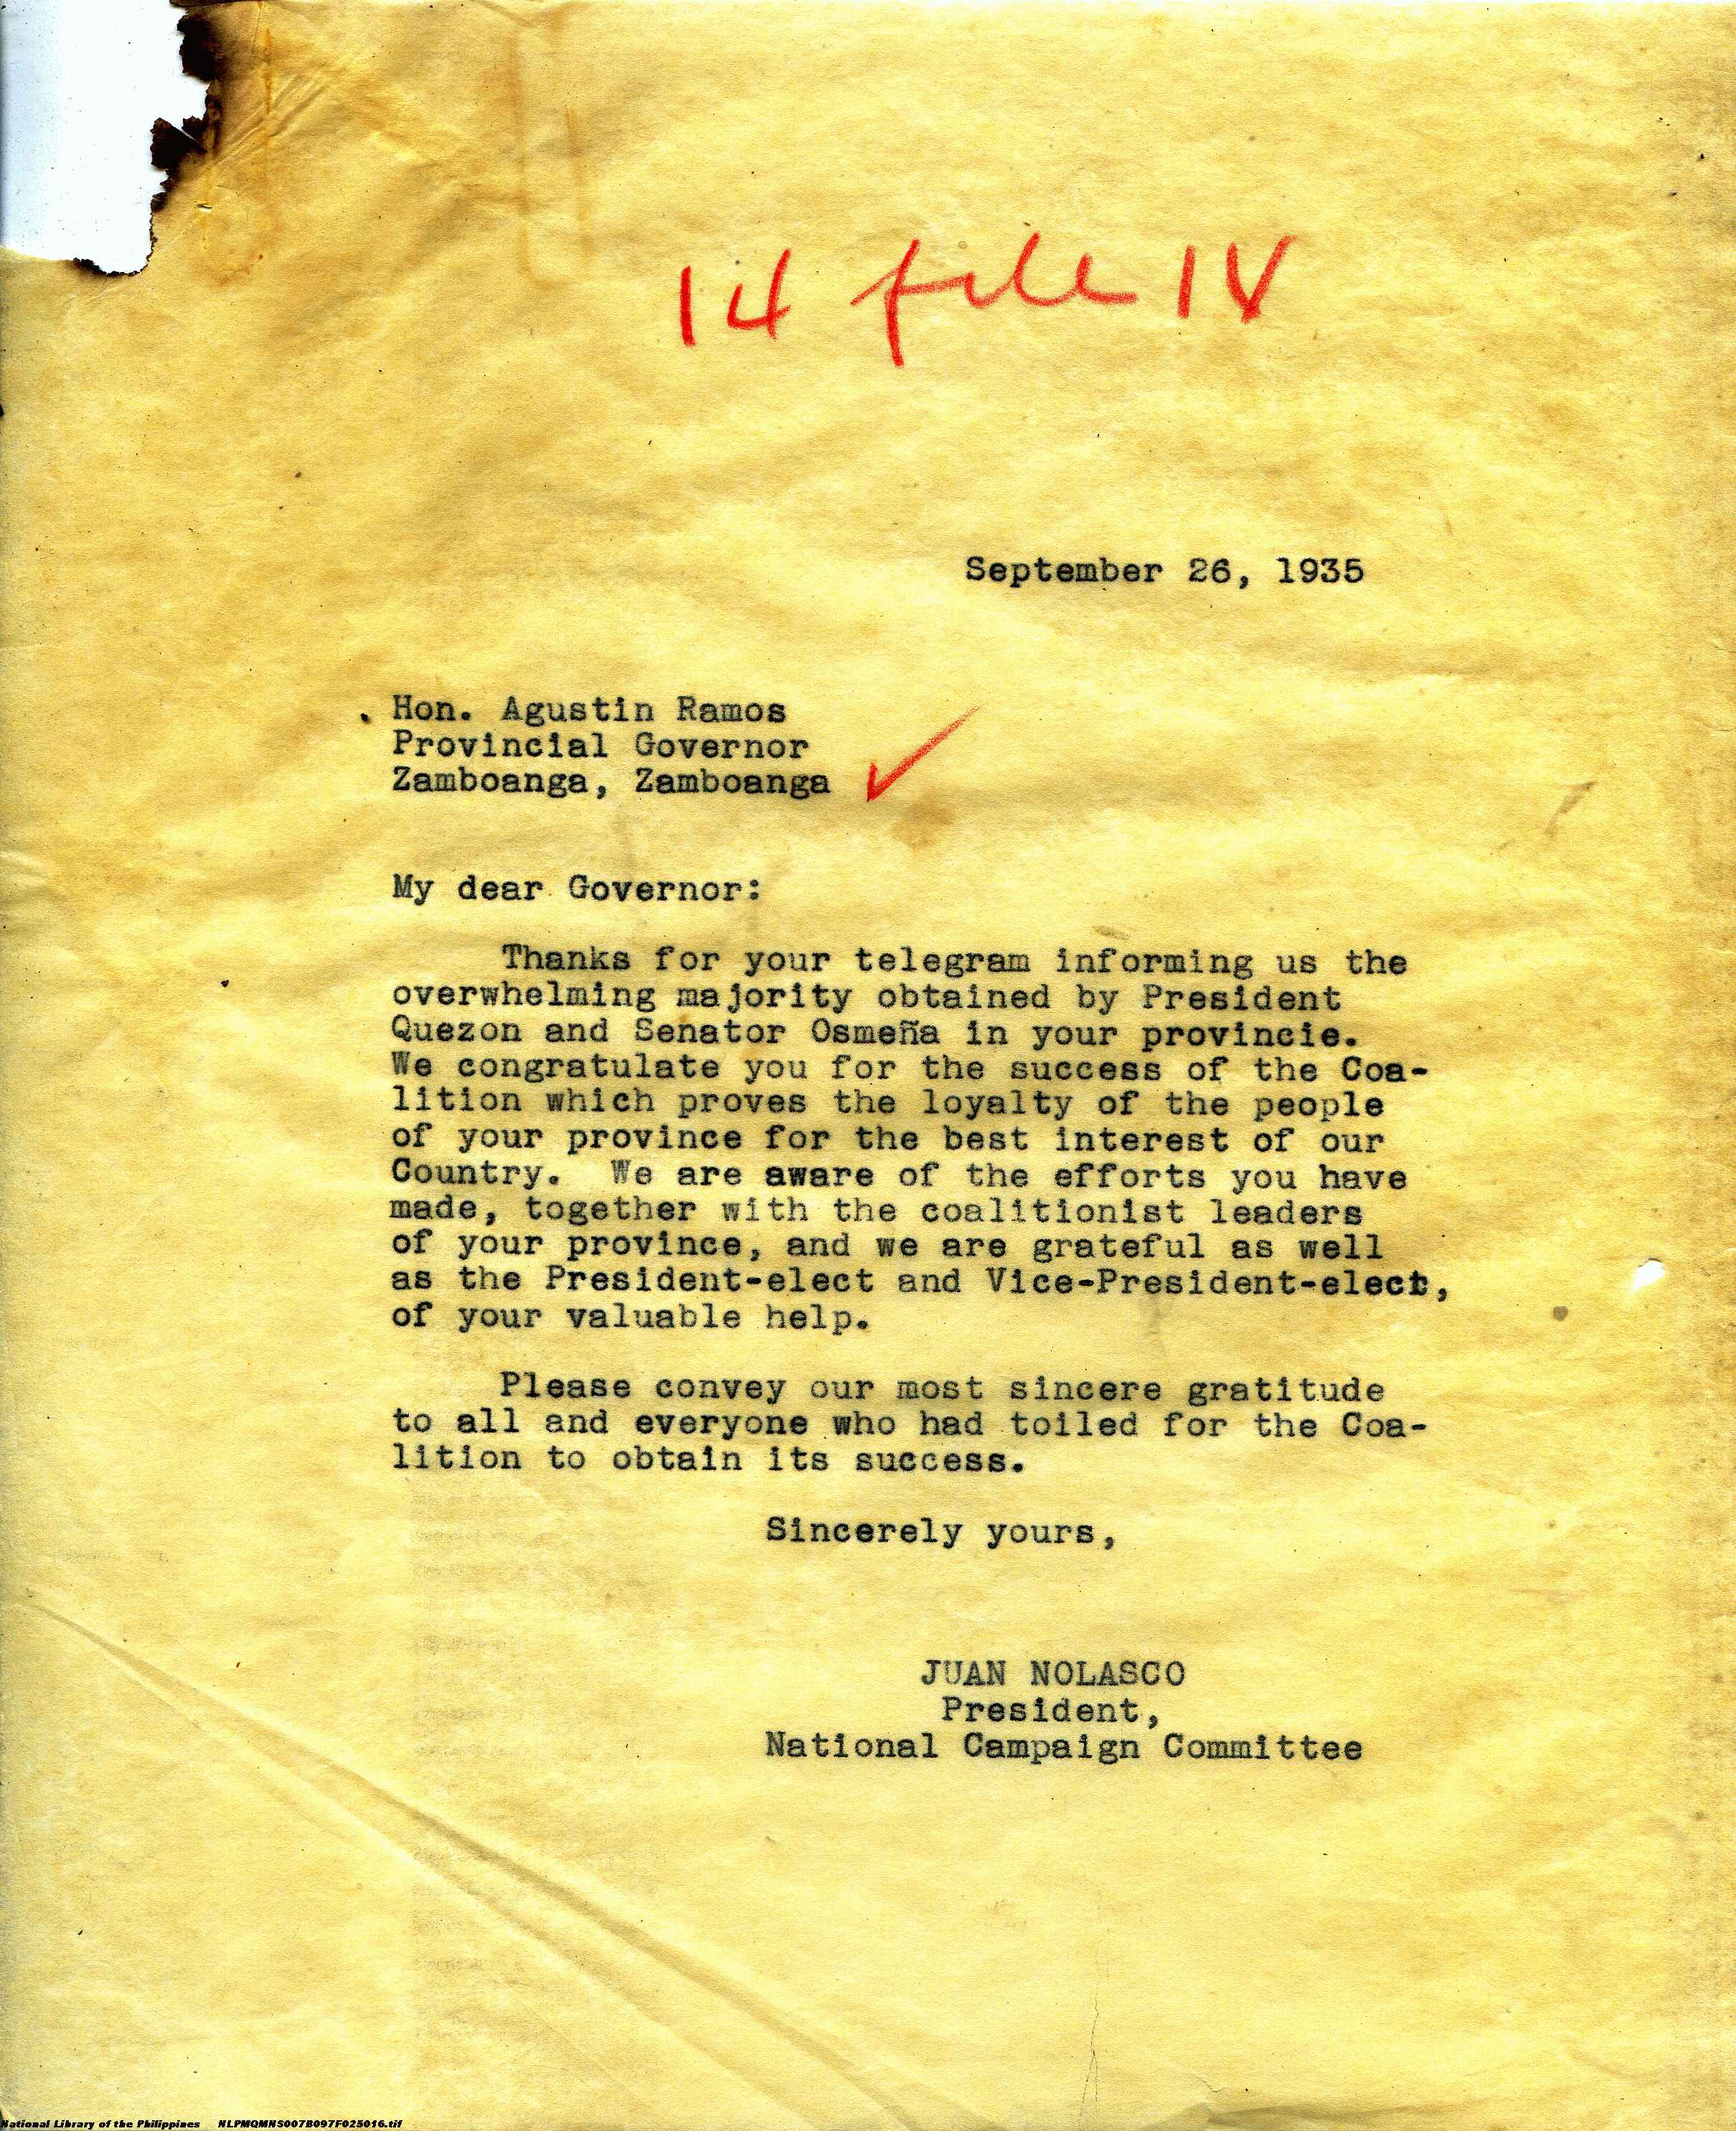 14 file IV
September 26, 1935
Hon. Agustin Ramos
Provincial Governor
Zamboanga, Zamboanga
My dear Governor:
Thanks for your telegram informing us the
overwhelming majority obtained by President
Quezon and Senator Osmeña in your provincie.
We congratulate you for the success of the Coa-
lition which proves the loyalty of the people
of your province for the best interest of our
Country.  We are aware of the efforts you have
made, together with the coalitionist leaders
of your province, and we are grateful as well
as the President-elect and Vice-President-elect,
of your valuable help.
Please convey our most sincere gratitude
to all and everyone who had toiled for the Coa-
lition to obtain its success.
Sincerely yours,
JUAN NOLASCO
President,
National Campaign Committee
National Library of the Philippines NLPMQMNS007B097F025016.tif